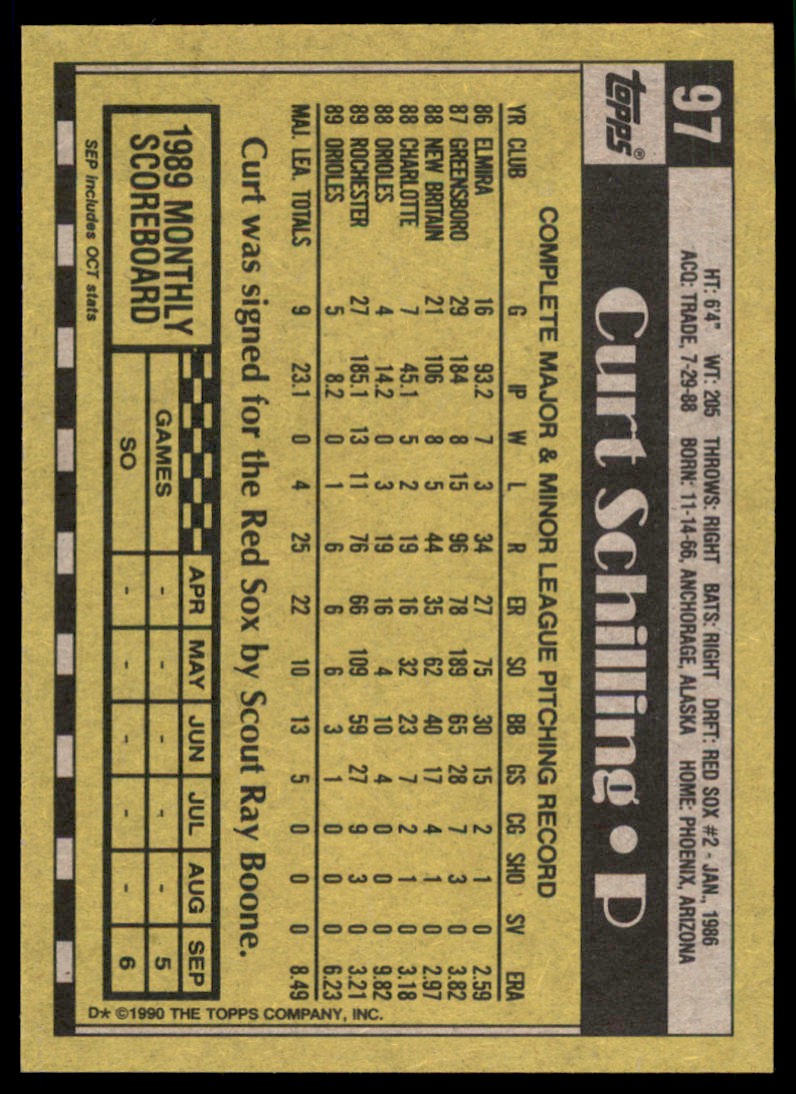 97
topps®
HT: 6'4" WT: 205 THROWS: RIGHT BATS: RIGHT DRFT: RED SOX #2 - JAN., 1986
ACQ: TRADE, 7-29-88 BORN: 11-14-66, ANCHORAGE, ALASKA HOME: PHOENIX, ARIZONA
Curt Schilling • P
COMPLETE MAJOR & MINOR LEAGUE PITCHING RECORD
YR CLUB G IP W L R ER SO BB GS CG SHO SV ERA
86 ELMIRA 16 93.2 7 3 34 27 75 30 15 2 1 0 2.59
87 GREENSBORO 29 184 8 15 96 78 189 65 28 7 3 0 3.82
88 NEW BRITAIN 21 106 8 5 44 35 62 40 17 4 1 0 2.97
88 CHARLOTTE 7 45.1 5 2 19 16 32 23 7 2 1 0 3.18
88 ORIOLES 4 14.2 0 3 19 16 4 10 4 0 0 0 9.82
89 ROCHESTER 27 185.1 13 11 76 66 109 59 27 9 3 0 3.21
89 ORIOLES 5 8.2 0 1 6 6 6 3 1 0 0 0 6.23
MAJ. LEA. TOTALS 9 23.1 0 4 25 22 10 13 5 0 0 0 8.49
Curt was signed for the Red Sox by Scout Ray Boone.
1989 MONTHLY
SCOREBOARD
APR MAY JUN JUL AUG SEP
GAMES - - - - - 5
SO - - - - - 6
SEP includes OCT stats
D* ©1990 THE TOPPS COMPANY, INC.